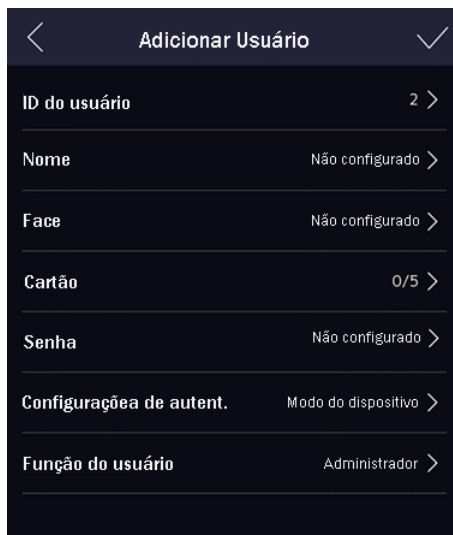 Adicionar Usuário
ID do usuário 2
Nome Não configurado
Face Não configurado
Cartão 0/5
Senha Não configurado
Configuraçõea de autent. Modo do dispositivo
Função do usuário Administrador